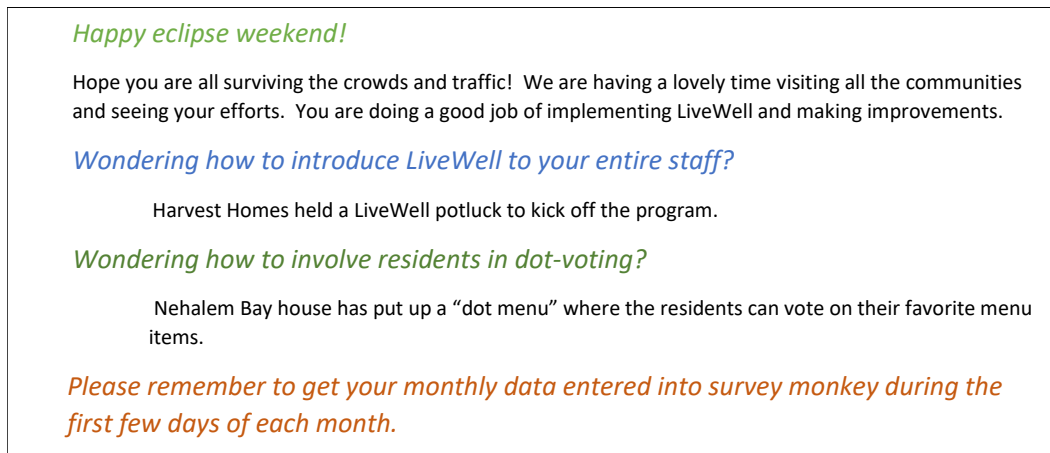 Happy eclipse weekend!
Hope you are all surviving the crowds and traffic!  We are having a lovely time visiting all the communities
and seeing your efforts.  You are doing a good job of implementing LiveWell and making improvements.
Wondering how to introduce LiveWell to your entire staff?
Harvest Homes held a LiveWell potluck to kick off the program.
Wondering how to involve residents in dot-voting?
Nehalem Bay house has put up a “dot menu” where the residents can vote on their favorite menu
items.
Please remember to get your monthly data entered into survey monkey during the
first few days of each month.